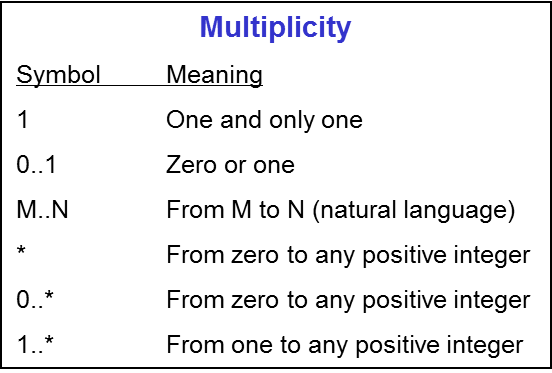 Multiplicity
Symbol Meaning
1 One and only one
0..1 Zero or one
M..N From M to N (natural language)
* From zero to any positive integer
0..* From zero to any positive integer
1..* From one to any positive integer